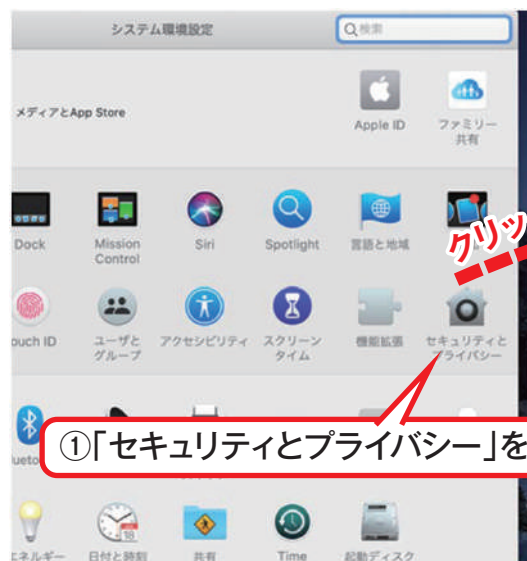 システム環境設定
検索
メディアとApp Store
Apple ID
ファミリー
共有
Dock
Mission
Control
Siri
Spotlight
言語と地域
クリッ
ouch ID
ユーザと
グループ
アクセシビリティ
スクリーン
タイム
機能拡張
セキュリティと
プライバシー
①「セキュリティとプライバシー」を
luetoo
エネルギー
日付と時刻
18
共有
Time
起動ディスク